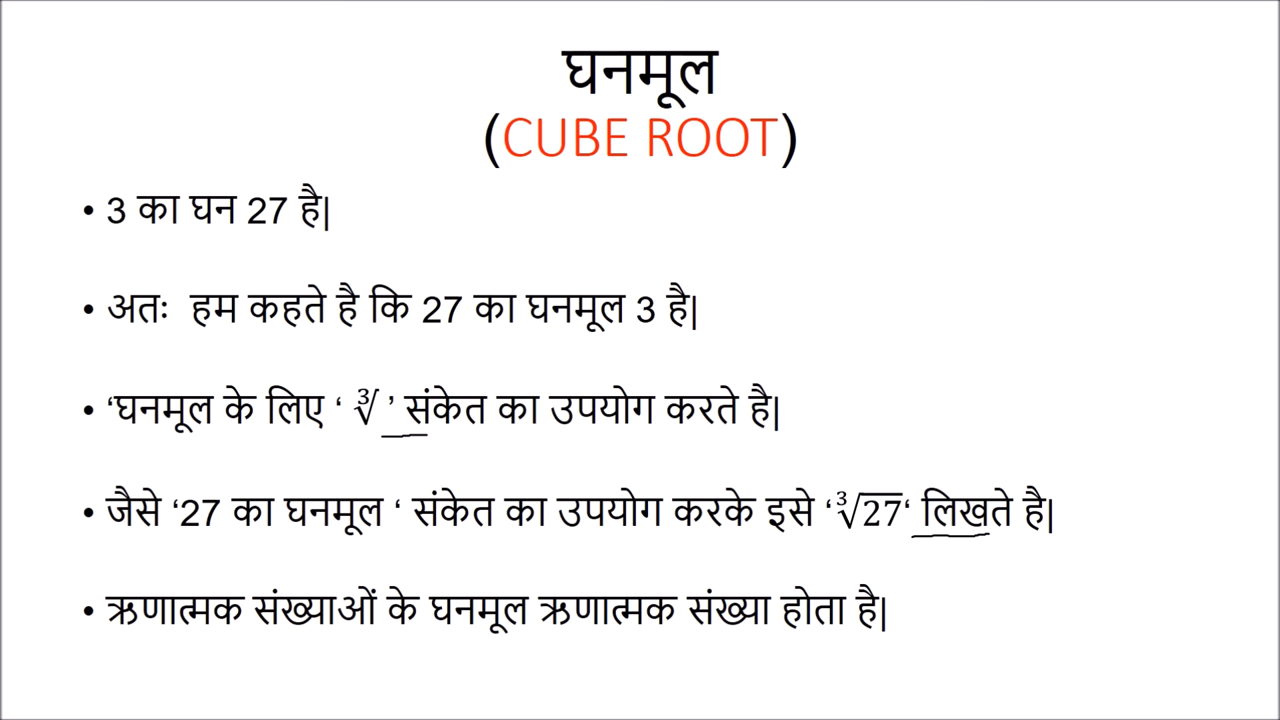 घनमूल
(CUBE ROOT)
• 3 का घन 27 है|
• अतः हम कहते है कि 27 का घनमूल 3 है|
• ‘घनमूल के लिए ‘ ∛ ’ संकेत का उपयोग करते है|
• जैसे ‘27 का घनमूल ‘ संकेत का उपयोग करके इसे ‘∛27‘ लिखते है|
• ऋणात्मक संख्याओं के घनमूल ऋणात्मक संख्या होता है|